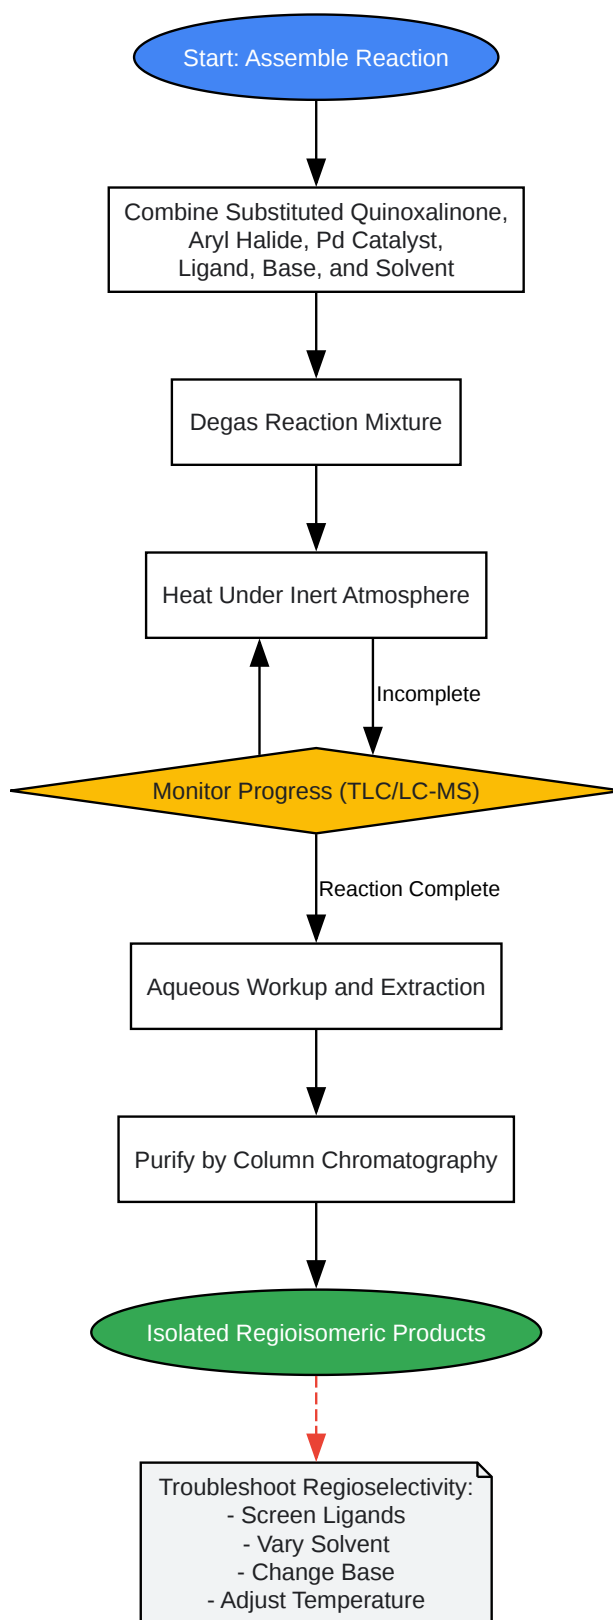 Start: Assemble Reaction
Combine Substituted Quinoxalinone,
Aryl Halide, Pd Catalyst,
Ligand, Base, and Solvent
Degas Reaction Mixture
Heat Under Inert Atmosphere
Incomplete
Monitor Progress (TLC/LC-MS)
Reaction Complete
Aqueous Workup and Extraction
Purify by Column Chromatography
Isolated Regioisomeric Products
Troubleshoot Regioselectivity:
- Screen Ligands
- Vary Solvent
- Change Base
- Adjust Temperature